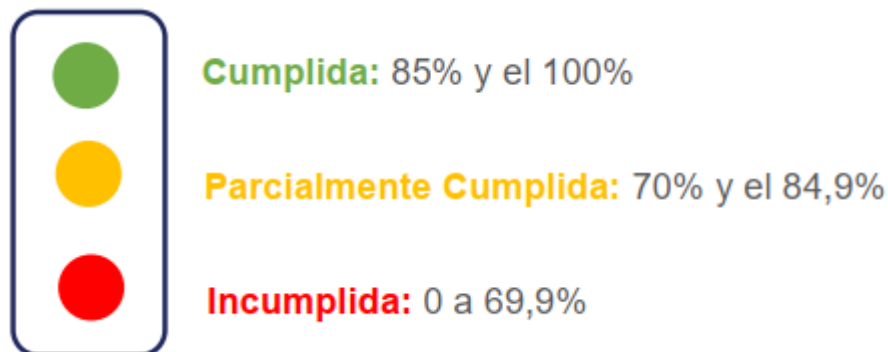 Cumplida: 85% y el 100%
Parcialmente Cumplida: 70% y el 84,9%
Incumplida: 0 a 69,9%